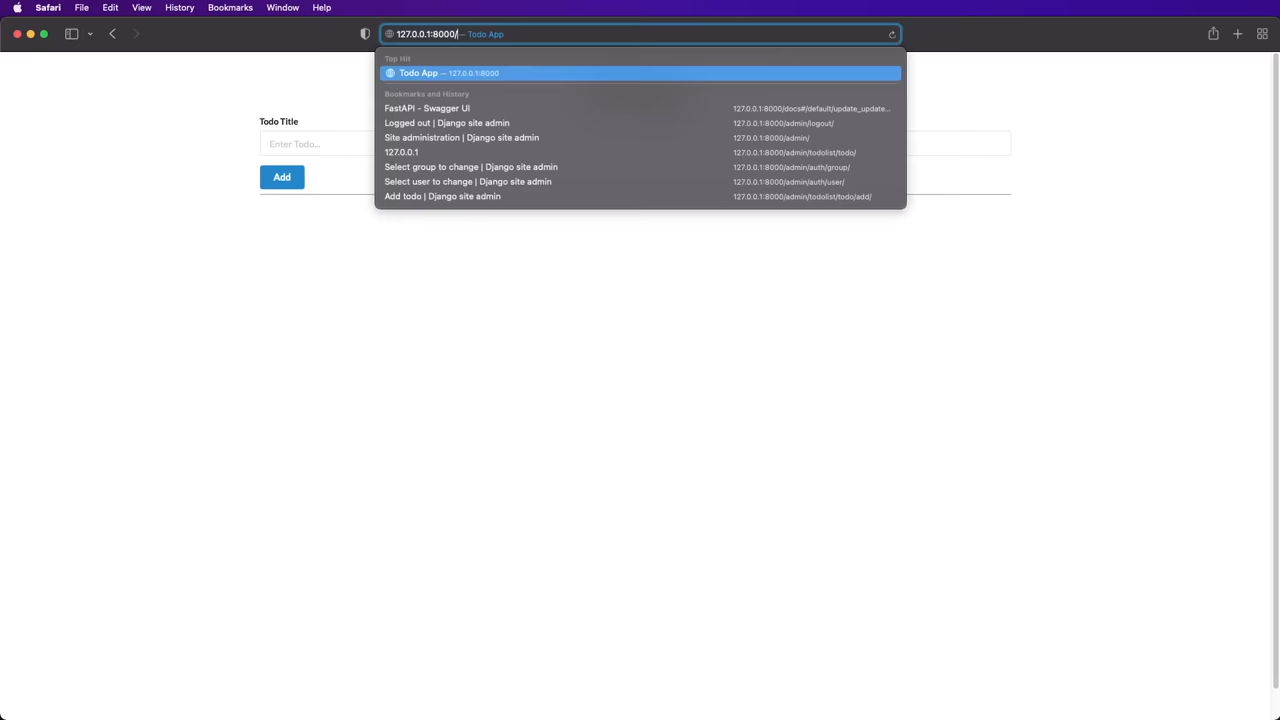 Safari File Edit View History Bookmarks Window Help
127.0.0.1:8000/ — Todo App
Top Hit
Todo App — 127.0.0.1:8000
Bookmarks and History
FastAPI - Swagger UI 127.0.0.1:8000/docs#/default/update_update...
Logged out | Django site admin 127.0.0.1:8000/admin/logout/
Site administration | Django site admin 127.0.0.1:8000/admin/
127.0.0.1 127.0.0.1:8000/admin/todolist/todo/
Select group to change | Django site admin 127.0.0.1:8000/admin/auth/group/
Select user to change | Django site admin 127.0.0.1:8000/admin/auth/user/
Add todo | Django site admin 127.0.0.1:8000/admin/todolist/todo/add/
Todo Title
Enter Todo...
Add